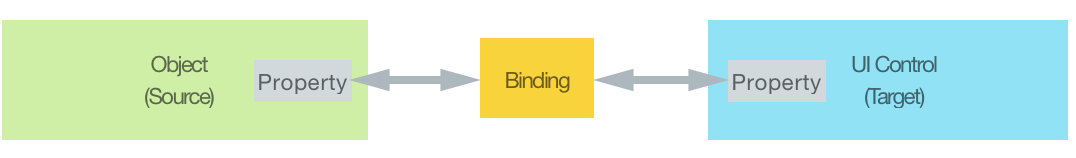 Object
(Source)
Property
Binding
Property
UI Control
(Target)